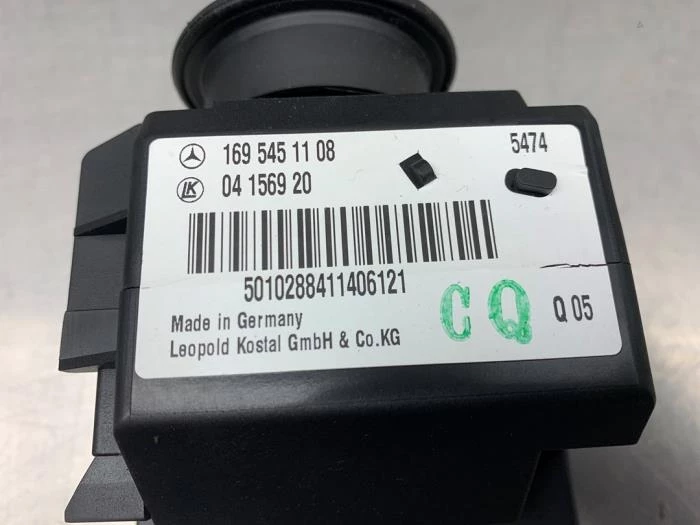 169 545 11 08 5474
LK 04 1569 20
5010288411406121
Made in Germany CQ Q 05
Leopold Kostal GmbH & Co.KG